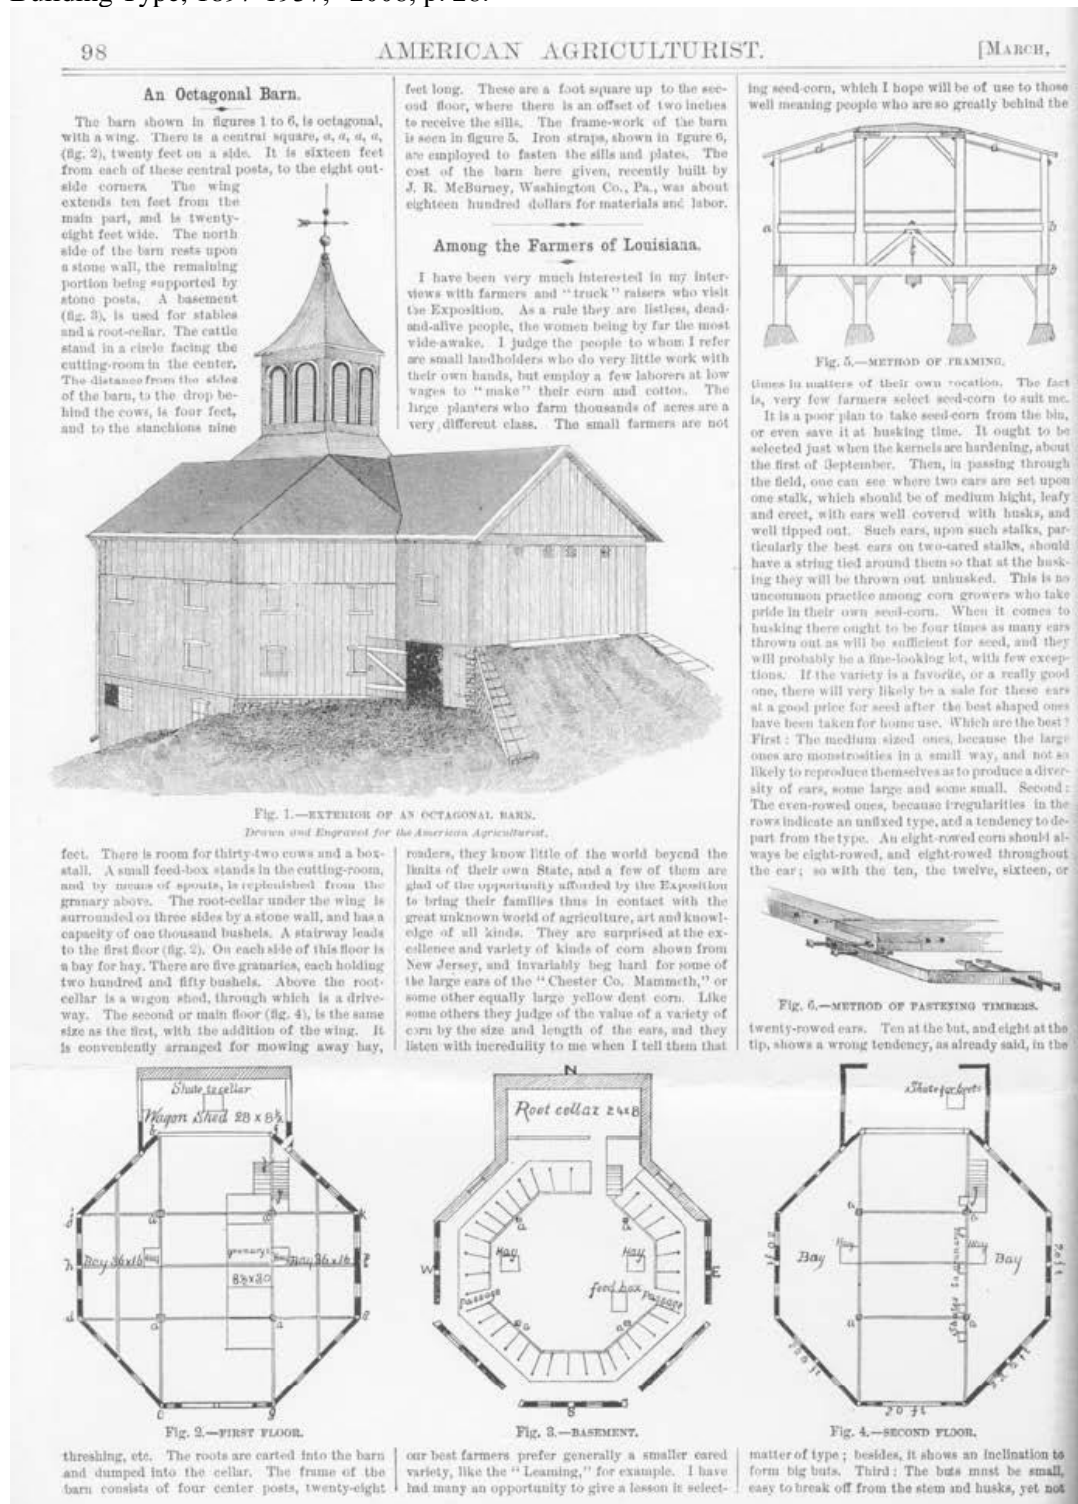 98 AMERICAN AGRICULTURIST. [MARCH,
An Octagonal Barn.
The barn shown in figures 1 to 6, is octagonal,
with a wing. There is a central square, a, a, a, a,
(fig. 2), twenty feet on a side. It is sixteen feet
from each of these central posts, to the eight out-
side corners. The wing
extends ten feet from the
main part, and is twenty-
eight feet wide. The north
side of the barn rests upon
a stone wall, the remaining
portion being supported by
stone posts. A basement
(fig. 3), is used for stables
and a root-cellar. The cattle
stand in a circle facing the
cutting-room in the center.
The distance from the sides
of the barn, to the drop be-
hind the cows, is four feet,
and to the stanchions nine
Fig. 1.—EXTERIOR OF AN OCTAGONAL BARN.
Drawn and Engraved for the American Agriculturist.
feet. There is room for thirty-two cows and a box-
stall. A small feed-box stands in the cutting-room,
and by means of spouts, is replenished from the
granary above. The root-cellar under the wing is
surrounded on three sides by a stone wall, and has a
capacity of one thousand bushels. A stairway leads
to the first floor (fig. 2). On each side of this floor is
a bay for hay. There are five granaries, each holding
two hundred and fifty bushels. Above the root-
cellar is a wagon shed, through which is a drive-
way. The second or main floor (fig. 4), is the same
size as the first, with the addition of the wing. It
is conveniently arranged for mowing away hay,
Shute to cellar
Wagon Shed 28 x 8½
Bay 36x16
Hay
granary
8½x30
Hay
Bay 36x16
Fig. 2.—FIRST FLOOR.
threshing, etc. The roots are carted into the barn
and dumped into the cellar. The frame of the
barn consists of four center posts, twenty-eight
feet long. These are a foot square up to the sec-
ond floor, where there is an offset of two inches
to receive the sills. The frame-work of the barn
is seen in figure 5. Iron straps, shown in figure 6,
are employed to fasten the sills and plates. The
cost of the barn here given, recently built by
J. R. McBurney, Washington Co., Pa., was about
eighteen hundred dollars for materials and labor.
Among the Farmers of Louisiana.
I have been very much interested in my inter-
views with farmers and "truck" raisers who visit
the Exposition. As a rule they are listless, dead-
and-alive people, the women being by far the most
wide-awake. I judge the people to whom I refer
are small landholders who do very little work with
their own hands, but employ a few laborers at low
wages to "make" their corn and cotton. The
large planters who farm thousands of acres are a
very different class. The small farmers are not
readers, they know little of the world beyond the
limits of their own State, and a few of them are
glad of the opportunity afforded by the Exposition
to bring their families thus in contact with the
great unknown world of agriculture, art and knowl-
edge of all kinds. They are surprised at the ex-
cellence and variety of kinds of corn shown from
New Jersey, and invariably beg hard for some of
the large ears of the "Chester Co. Mammoth," or
some other equally large yellow dent corn. Like
some others they judge of the value of a variety of
corn by the size and length of the ears, and they
listen with incredulity to me when I tell them that
N
Root cellar 24x8
Hay
Hay
W
E
feed box
passage
passage
S
Fig. 3.—BASEMENT.
our best farmers prefer generally a smaller eared
variety, like the "Leaming," for example. I have
had many an opportunity to give a lesson in select-
ing seed-corn, which I hope will be of use to those
well meaning people who are so greatly behind the
Fig. 5.—METHOD OF FRAMING.
times in matters of their own vocation. The fact
is, very few farmers select seed-corn to suit me.
It is a poor plan to take seed-corn from the bin,
or even save it at husking time. It ought to be
selected just when the kernels are hardening, about
the first of September. Then, in passing through
the field, one can see where two ears are set upon
one stalk, which should be of medium hight, leafy
and erect, with ears well covered with husks, and
well tipped out. Such ears, upon such stalks, par-
ticularly the best ears on two-eared stalks, should
have a string tied around them so that at the husk-
ing they will be thrown out unhusked. This is no
uncommon practice among corn growers who take
pride in their own seed-corn. When it comes to
husking there ought to be four times as many ears
thrown out as will be sufficient for seed, and they
will probably be a fine-looking lot, with few excep-
tions. If the variety is a favorite, or a really good
one, there will very likely be a sale for these ears
at a good price for seed after the best shaped ones
have been taken for home use. Which are the best?
First: The medium sized ones, because the large
ones are monstrosities in a small way, and not so
likely to reproduce themselves as to produce a diver-
sity of ears, some large and some small. Second:
The even-rowed ones, because irregularities in the
rows indicate an unfixed type, and a tendency to de-
part from the type. An eight-rowed corn should al-
ways be eight-rowed, and eight-rowed throughout
the ear; so with the ten, the twelve, sixteen, or
Fig. 6.—METHOD OF FASTENING TIMBERS.
twenty-rowed ears. Ten at the but, and eight at the
tip, shows a wrong tendency, as already said, in the
Shute for beets
20 ft
Bay
Hay
Hay
Bay
20 ft
20 ft
Fig. 4.—SECOND FLOOR.
matter of type; besides, it shows an inclination to
form big buts. Third: The buts must be small,
easy to break off from the stem and husks, yet not